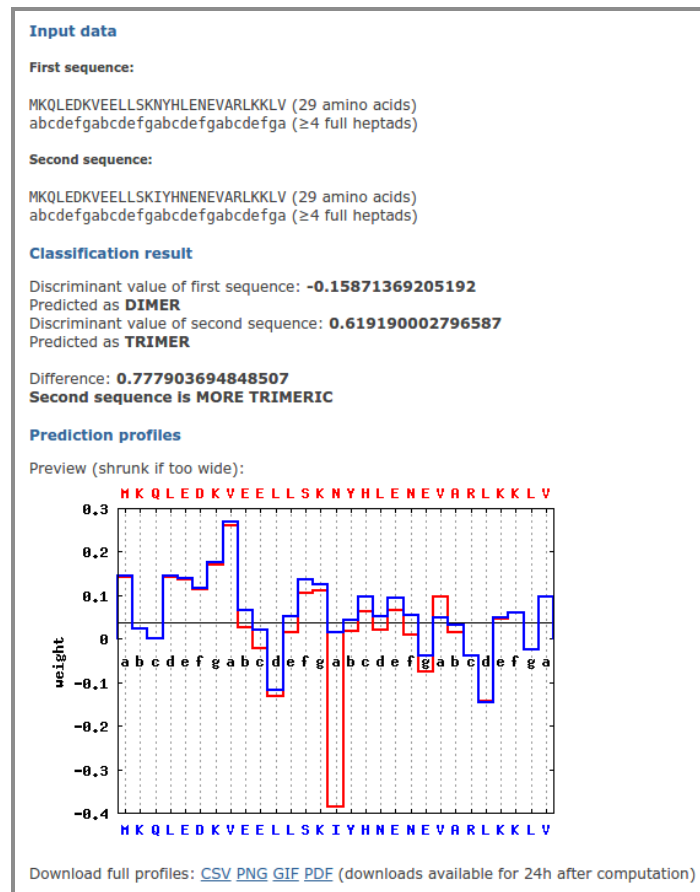 Input data
First sequence:
MKQLEDKVEELLSKNYHLENEVARLKKLV (29 amino acids)
abcdefgabcdefgabcdefgabcdefga (≥4 full heptads)
Second sequence:
MKQLEDKVEELLSKIYHNENEVARLKKLV (29 amino acids)
abcdefgabcdefgabcdefgabcdefga (≥4 full heptads)
Classification result
Discriminant value of first sequence: -0.15871369205192
Predicted as DIMER
Discriminant value of second sequence: 0.619190002796587
Predicted as TRIMER
Difference: 0.777903694848507
Second sequence is MORE TRIMERIC
Prediction profiles
Preview (shrunk if too wide):
M K Q L E D K V E E L L S K N Y H L E N E V A R L K K L V
0.3
0.2
0.1
0
-0.1
-0.2
-0.3
-0.4
weight
a b c d e f g a b c d e f g a b c d e f g a b c d e f g a
M K Q L E D K V E E L L S K I Y H N E N E V A R L K K L V
Download full profiles: CSV PNG GIF PDF (downloads available for 24h after computation)